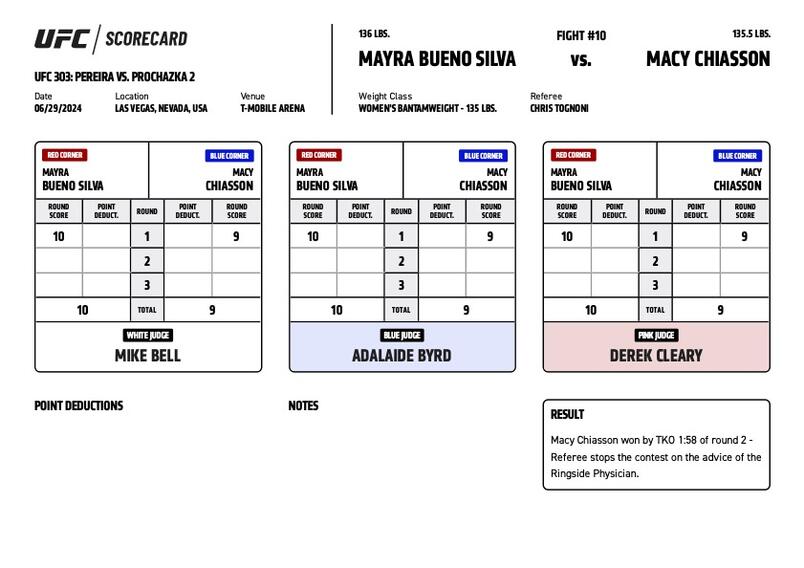 UFC SCORECARD
UFC 303: PEREIRA VS. PROCHAZKA 2
Date
06/29/2024
Location
LAS VEGAS, NEVADA, USA
Venue
T-MOBILE ARENA
136 LBS.
MAYRA BUENO SILVA
FIGHT #10
vs.
135.5 LBS.
MACY CHIASSON
Weight Class
WOMEN'S BANTAMWEIGHT - 135 LBS.
Referee
CHRIS TOGNONI
RED CORNER
MAYRA
BUENO SILVA
BLUE CORNER
MACY
CHIASSON
ROUND SCORE POINT DEDUCT. ROUND POINT DEDUCT. ROUND SCORE
10 1 9
2
3
10 TOTAL 9
WHITE JUDGE
MIKE BELL
RED CORNER
MAYRA
BUENO SILVA
BLUE CORNER
MACY
CHIASSON
ROUND SCORE POINT DEDUCT. ROUND POINT DEDUCT. ROUND SCORE
10 1 9
2
3
10 TOTAL 9
BLUE JUDGE
ADALAIDE BYRD
RED CORNER
MAYRA
BUENO SILVA
BLUE CORNER
MACY
CHIASSON
ROUND SCORE POINT DEDUCT. ROUND POINT DEDUCT. ROUND SCORE
10 1 9
2
3
10 TOTAL 9
PINK JUDGE
DEREK CLEARY
POINT DEDUCTIONS
NOTES
RESULT
Macy Chiasson won by TKO 1:58 of round 2 -
Referee stops the contest on the advice of the
Ringside Physician.